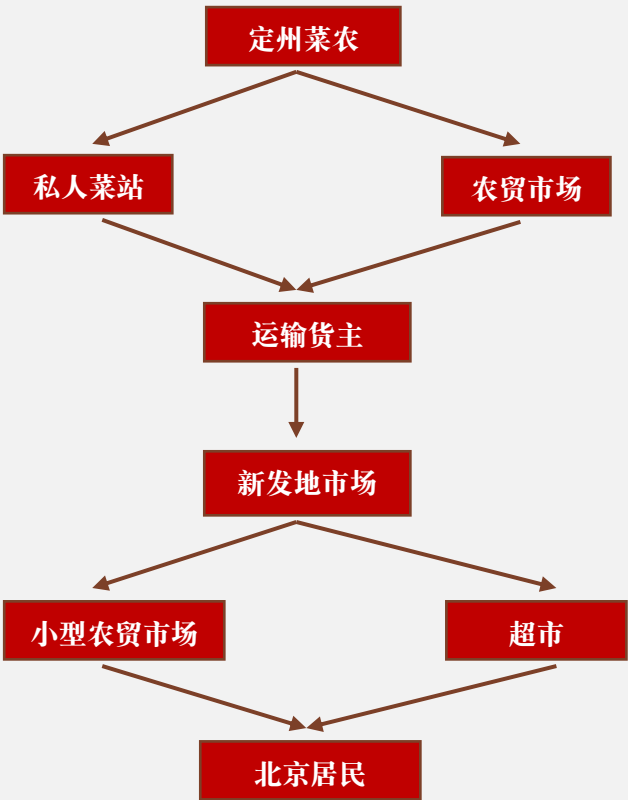 定州菜农
私人菜站
农贸市场
运输货主
新发地市场
小型农贸市场
超市
北京居民